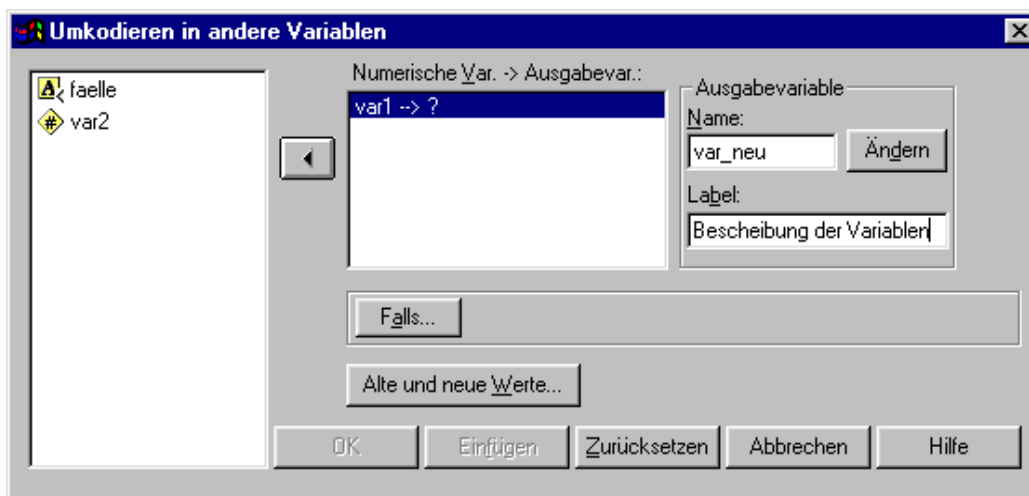 Umkodieren in andere Variablen
faelle
var2
Numerische Var. -> Ausgabevar.:
var1 --> ?
Ausgabevariable
Name:
var_neu
Ändern
Label:
Bescheibung der Variablen
Falls...
Alte und neue Werte...
OK
Einfügen
Zurücksetzen
Abbrechen
Hilfe